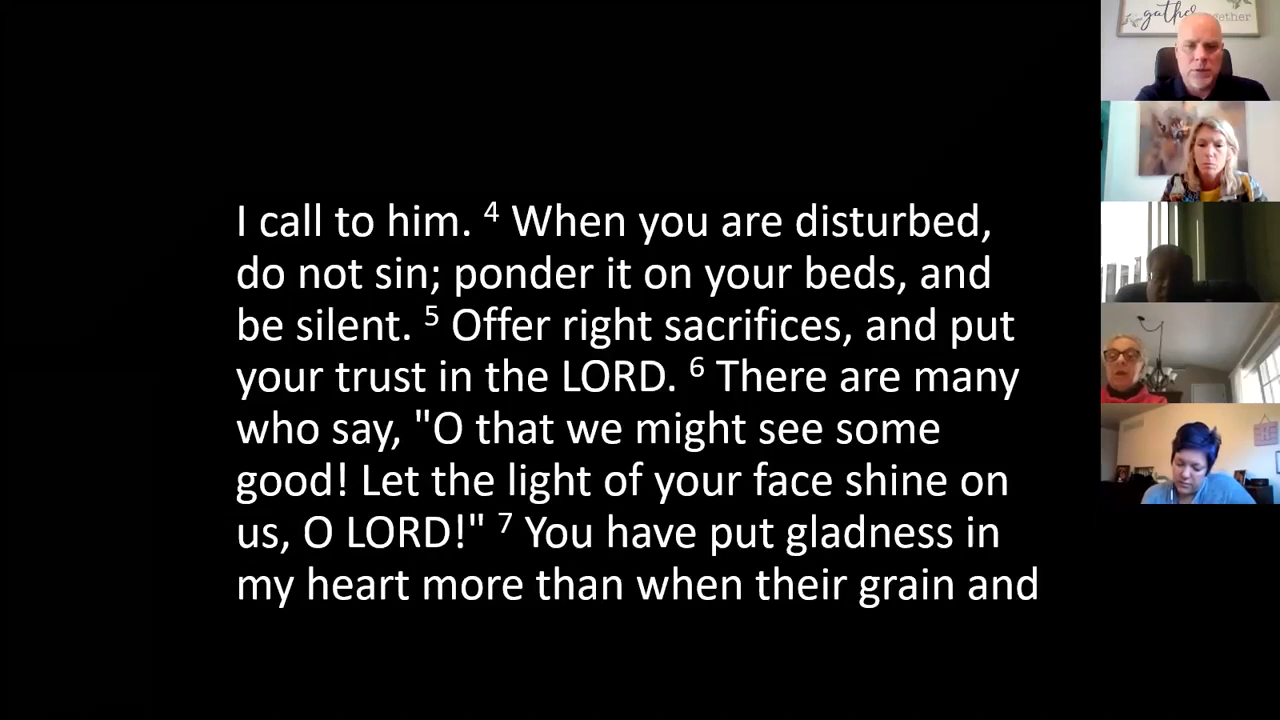 I call to him. ⁴ When you are disturbed,
do not sin; ponder it on your beds, and
be silent. ⁵ Offer right sacrifices, and put
your trust in the LORD. ⁶ There are many
who say, "O that we might see some
good! Let the light of your face shine on
us, O LORD!" ⁷ You have put gladness in
my heart more than when their grain and
gather